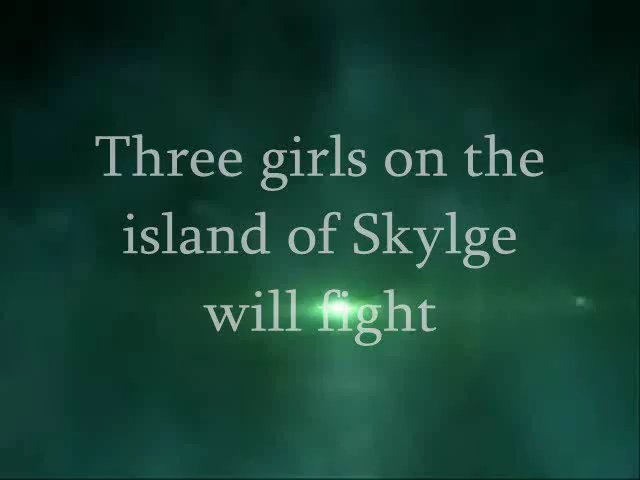 Three girls on the
island of Skylge
will fight